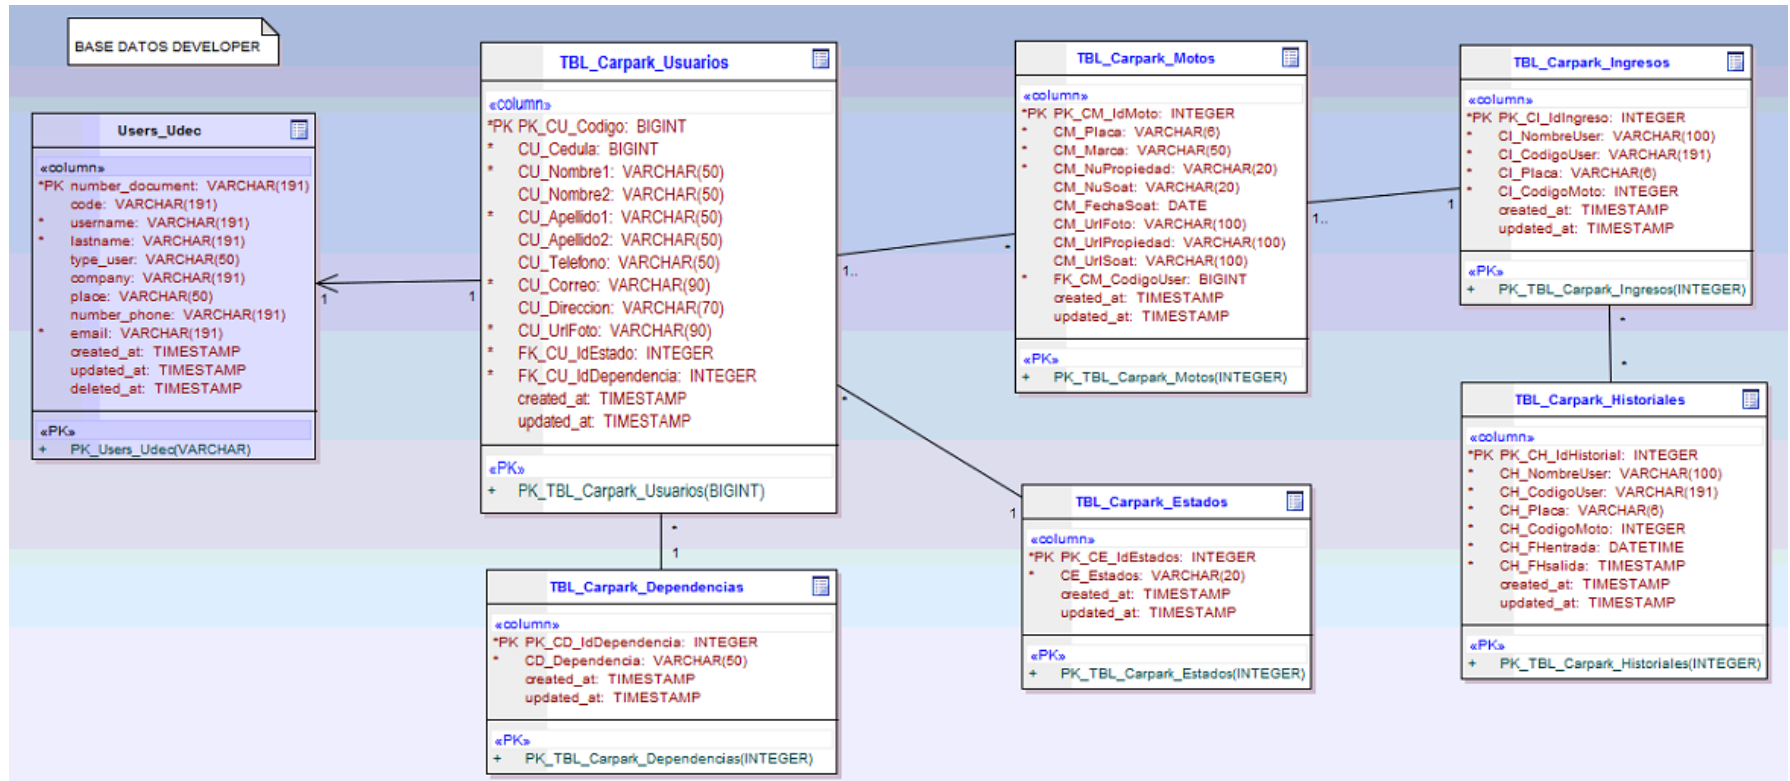 BASE DATOS DEVELOPER
Users_Udec
«column»
*PK number_document: VARCHAR(191)
code: VARCHAR(191)
* username: VARCHAR(191)
* lastname: VARCHAR(191)
type_user: VARCHAR(50)
company: VARCHAR(191)
place: VARCHAR(50)
number_phone: VARCHAR(191)
* email: VARCHAR(191)
created_at: TIMESTAMP
updated_at: TIMESTAMP
deleted_at: TIMESTAMP
«PK»
+ PK_Users_Udec(VARCHAR)
1
1
TBL_Carpark_Usuarios
«column»
*PK PK_CU_Codigo: BIGINT
* CU_Cedula: BIGINT
* CU_Nombre1: VARCHAR(50)
CU_Nombre2: VARCHAR(50)
* CU_Apellido1: VARCHAR(50)
CU_Apellido2: VARCHAR(50)
CU_Telefono: VARCHAR(50)
* CU_Correo: VARCHAR(90)
CU_Direccion: VARCHAR(70)
* CU_UrlFoto: VARCHAR(90)
* FK_CU_IdEstado: INTEGER
* FK_CU_IdDependencia: INTEGER
created_at: TIMESTAMP
updated_at: TIMESTAMP
«PK»
+ PK_TBL_Carpark_Usuarios(BIGINT)
*
1
TBL_Carpark_Dependencias
«column»
*PK PK_CD_IdDependencia: INTEGER
* CD_Dependencia: VARCHAR(50)
created_at: TIMESTAMP
updated_at: TIMESTAMP
«PK»
+ PK_TBL_Carpark_Dependencias(INTEGER)
1..
*
TBL_Carpark_Motos
«column»
*PK PK_CM_IdMoto: INTEGER
* CM_Placa: VARCHAR(6)
* CM_Marca: VARCHAR(50)
* CM_NuPropiedad: VARCHAR(20)
CM_NuSoat: VARCHAR(20)
CM_FechaSoat: DATE
CM_UrlFoto: VARCHAR(100)
CM_UrlPropiedad: VARCHAR(100)
CM_UrlSoat: VARCHAR(100)
* FK_CM_CodigoUser: BIGINT
created_at: TIMESTAMP
updated_at: TIMESTAMP
«PK»
+ PK_TBL_Carpark_Motos(INTEGER)
*
1
TBL_Carpark_Estados
«column»
*PK PK_CE_IdEstados: INTEGER
* CE_Estados: VARCHAR(20)
created_at: TIMESTAMP
updated_at: TIMESTAMP
«PK»
+ PK_TBL_Carpark_Estados(INTEGER)
1..
1
TBL_Carpark_Ingresos
«column»
*PK PK_CI_IdIngreso: INTEGER
* CI_NombreUser: VARCHAR(100)
* CI_CodigoUser: VARCHAR(191)
* CI_Placa: VARCHAR(6)
* CI_CodigoMoto: INTEGER
created_at: TIMESTAMP
updated_at: TIMESTAMP
«PK»
+ PK_TBL_Carpark_Ingresos(INTEGER)
*
*
TBL_Carpark_Historiales
«column»
*PK PK_CH_IdHistorial: INTEGER
* CH_NombreUser: VARCHAR(100)
* CH_CodigoUser: VARCHAR(191)
* CH_Placa: VARCHAR(6)
* CH_CodigoMoto: INTEGER
* CH_FHentrada: DATETIME
* CH_FHsalida: TIMESTAMP
created_at: TIMESTAMP
updated_at: TIMESTAMP
«PK»
+ PK_TBL_Carpark_Historiales(INTEGER)